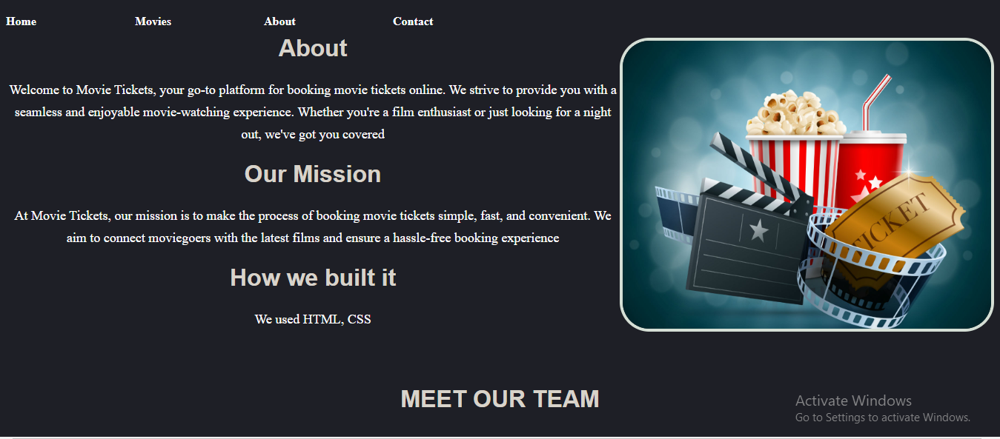 Home Movies About Contact
About
Welcome to Movie Tickets, your go-to platform for booking movie tickets online. We strive to provide you with a
seamless and enjoyable movie-watching experience. Whether you're a film enthusiast or just looking for a night
out, we've got you covered
Our Mission
At Movie Tickets, our mission is to make the process of booking movie tickets simple, fast, and convenient. We
aim to connect moviegoers with the latest films and ensure a hassle-free booking experience
How we built it
We used HTML, CSS
TICKET
MEET OUR TEAM
Activate Windows
Go to Settings to activate Windows.